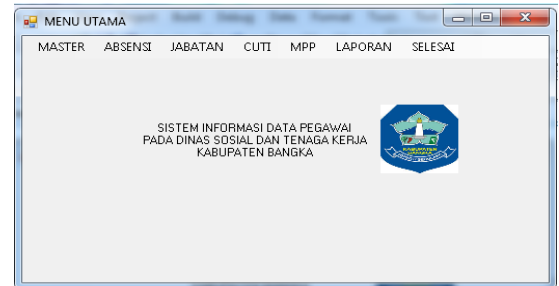 MENU UTAMA
MASTER ABSENSI JABATAN CUTI MPP LAPORAN SELESAI
SISTEM INFORMASI DATA PEGAWAI
PADA DINAS SOSIAL DAN TENAGA KERJA
KABUPATEN BANGKA